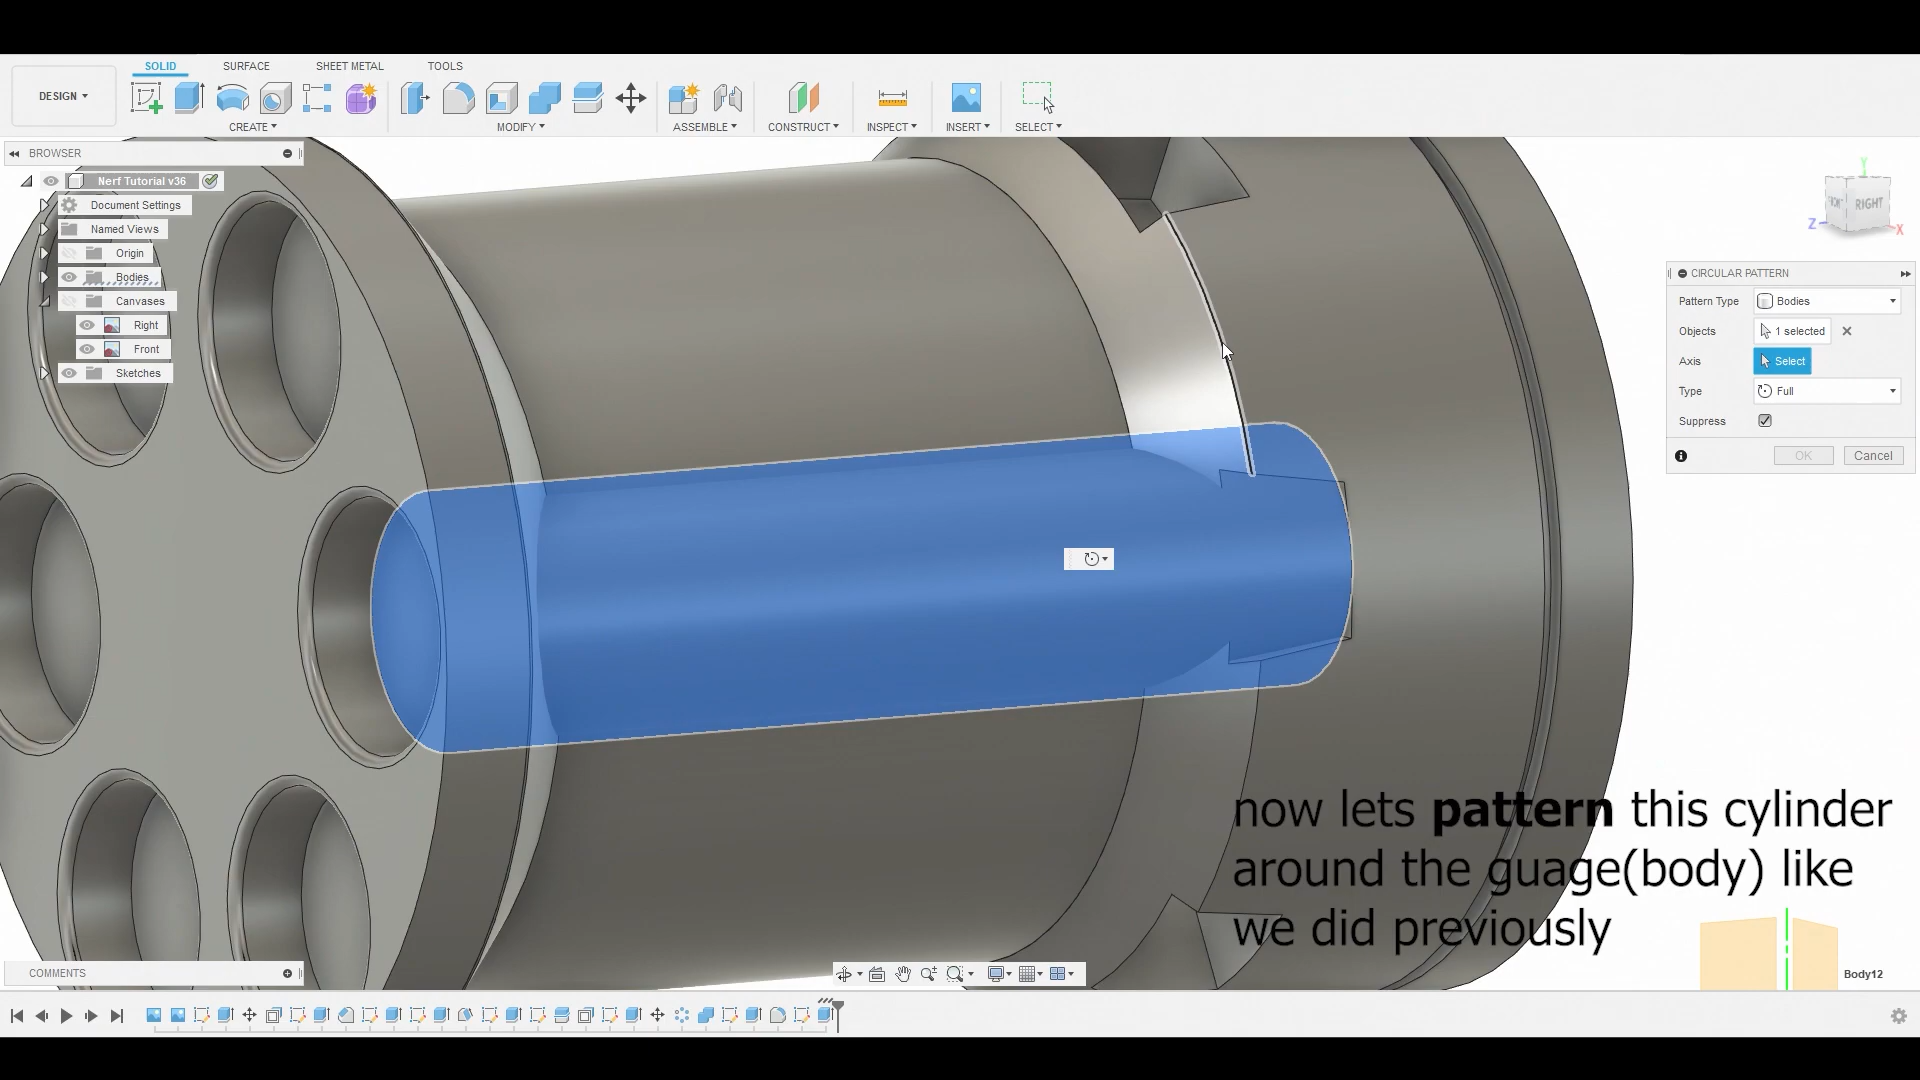 SOLID
SURFACE
SHEET METAL
TOOLS
DESIGN
CREATE
MODIFY
ASSEMBLE
CONSTRUCT
INSPECT
INSERT
SELECT
BROWSER
Nerf Tutorial v36
Document Settings
Named Views
Origin
Bodies
Canvases
Right
Front
Sketches
Y
FRONT
RIGHT
Z
X
CIRCULAR PATTERN
Pattern Type
Bodies
Objects
1 selected
Axis
Select
Type
Full
Suppress
OK
Cancel
now lets pattern this cylinder
around the guage(body) like
we did previously
Body12
COMMENTS